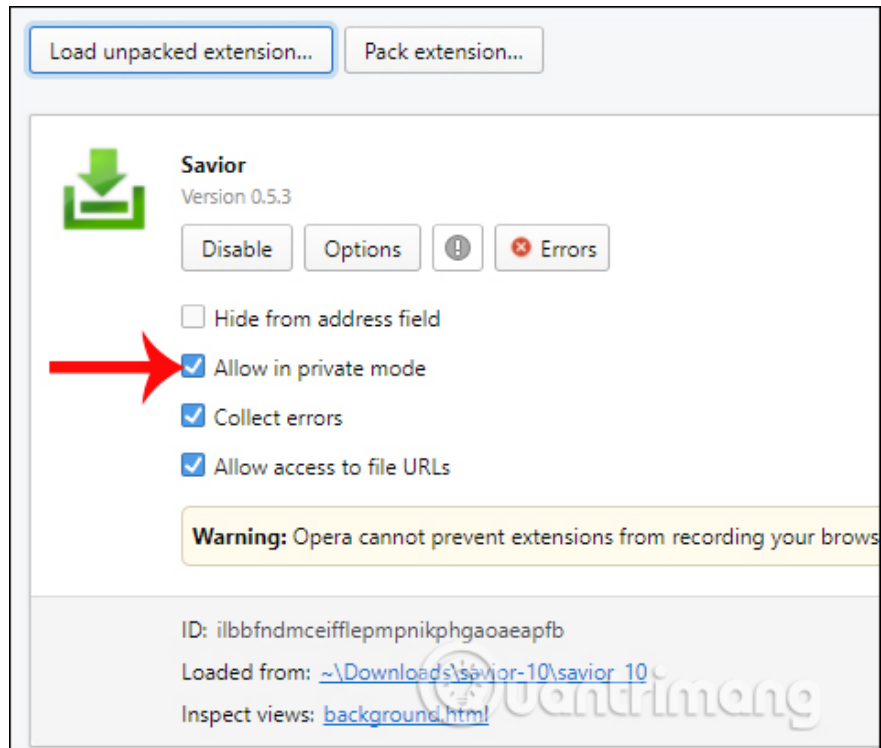 Load unpacked extension... Pack extension...
Savior
Version 0.5.3
Disable Options Errors
Hide from address field
Allow in private mode
Collect errors
Allow access to file URLs
Warning: Opera cannot prevent extensions from recording your brows
ID: ilbbfndmceifflepmpnikphgaoaeapfb
Loaded from: ~\Downloads\savior-10\savior_10
Inspect views: background.html
Quantrimang